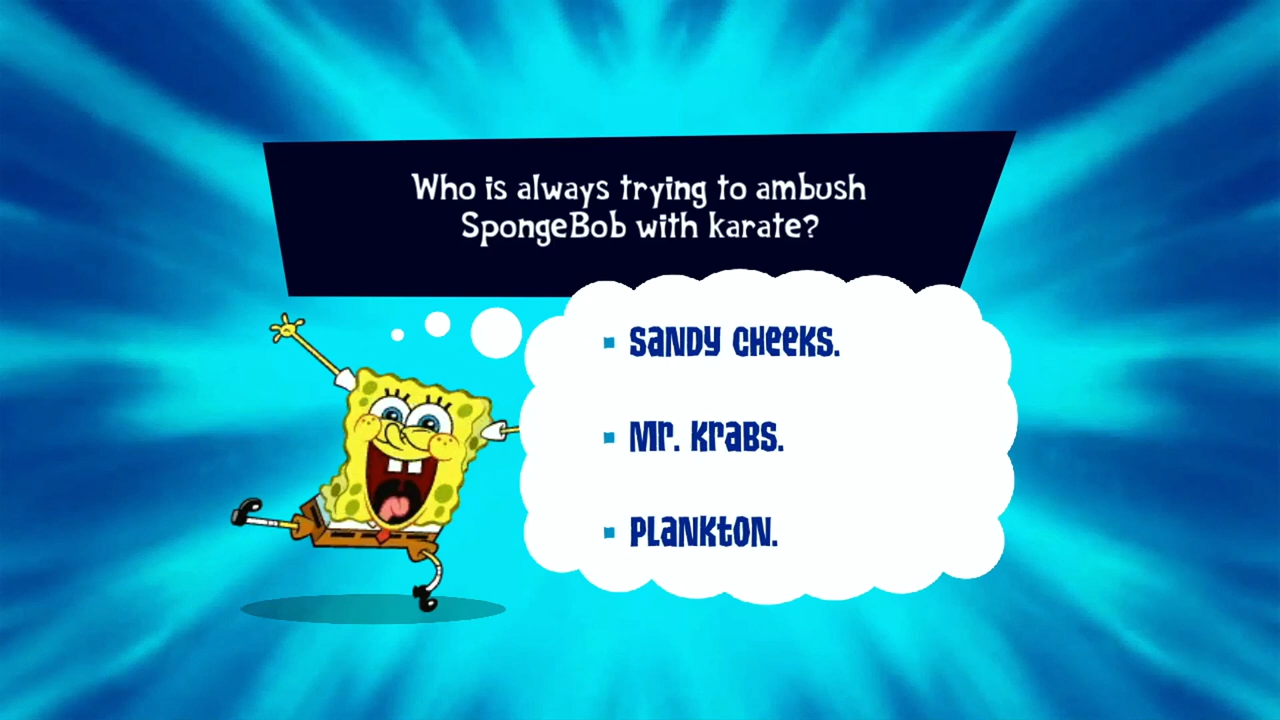 Who is always trying to ambush
SpongeBob with karate?
Sandy Cheeks.
Mr. Krabs.
Plankton.